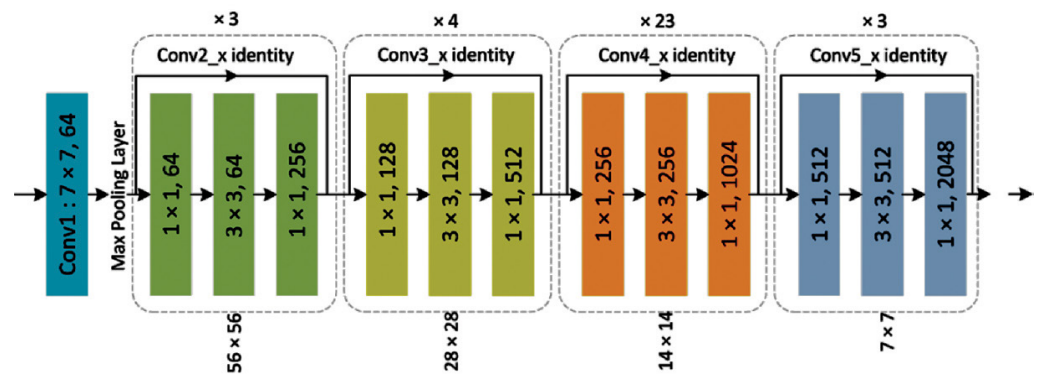 × 3
× 4
× 23
× 3
Conv2_x identity
Conv3_x identity
Conv4_x identity
Conv5_x identity
Conv1 : 7 × 7, 64
Max Pooling Layer
1 × 1, 64
3 × 3, 64
1 × 1, 256
1 × 1, 128
3 × 3, 128
1 × 1, 512
1 × 1, 256
3 × 3, 256
1 × 1, 1024
1 × 1, 512
3 × 3, 512
1 × 1, 2048
56 × 56
28 × 28
14 × 14
7 × 7